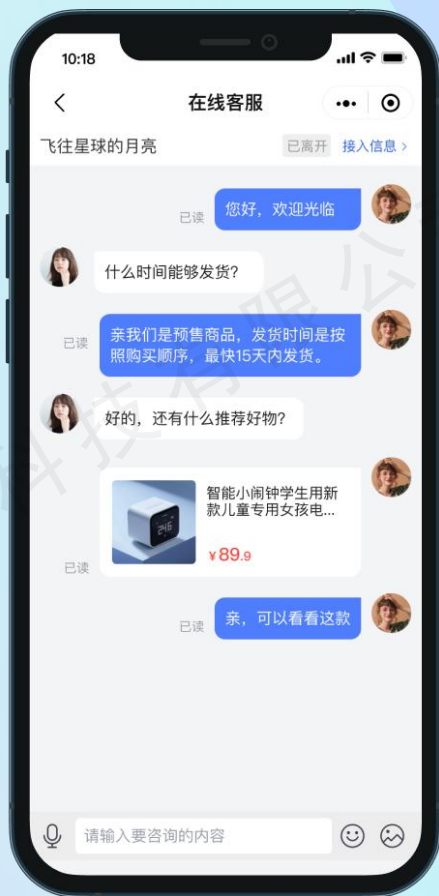 10:18
在线客服
飞往星球的月亮
已离开
接入信息 >
您好，欢迎光临
已读
什么时间能够发货？
亲我们是预售商品，发货时间是按
照购买顺序，最快15天内发货。
已读
好的，还有什么推荐好物？
智能小闹钟学生用新
款儿童专用女孩电...
¥89.9
已读
亲，可以看看这款
已读
请输入要咨询的内容
科技有限公